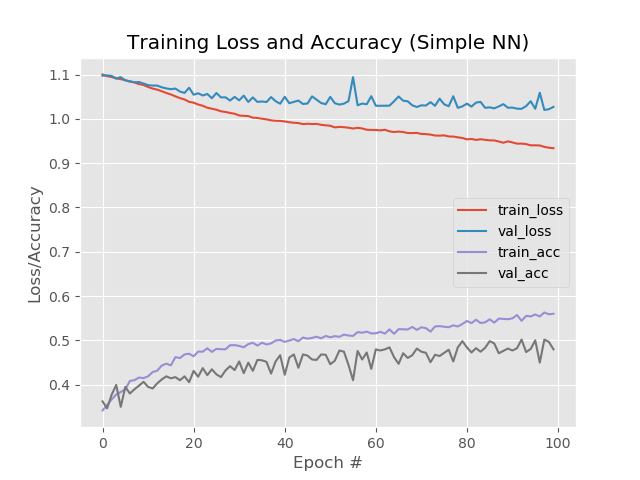 Training Loss and Accuracy (Simple NN)
1.1
1.0
0.9
0.8
0.7
0.6
0.5
0.4
Loss/Accuracy
train_loss
val_loss
train_acc
val_acc
0 20 40 60 80 100
Epoch #